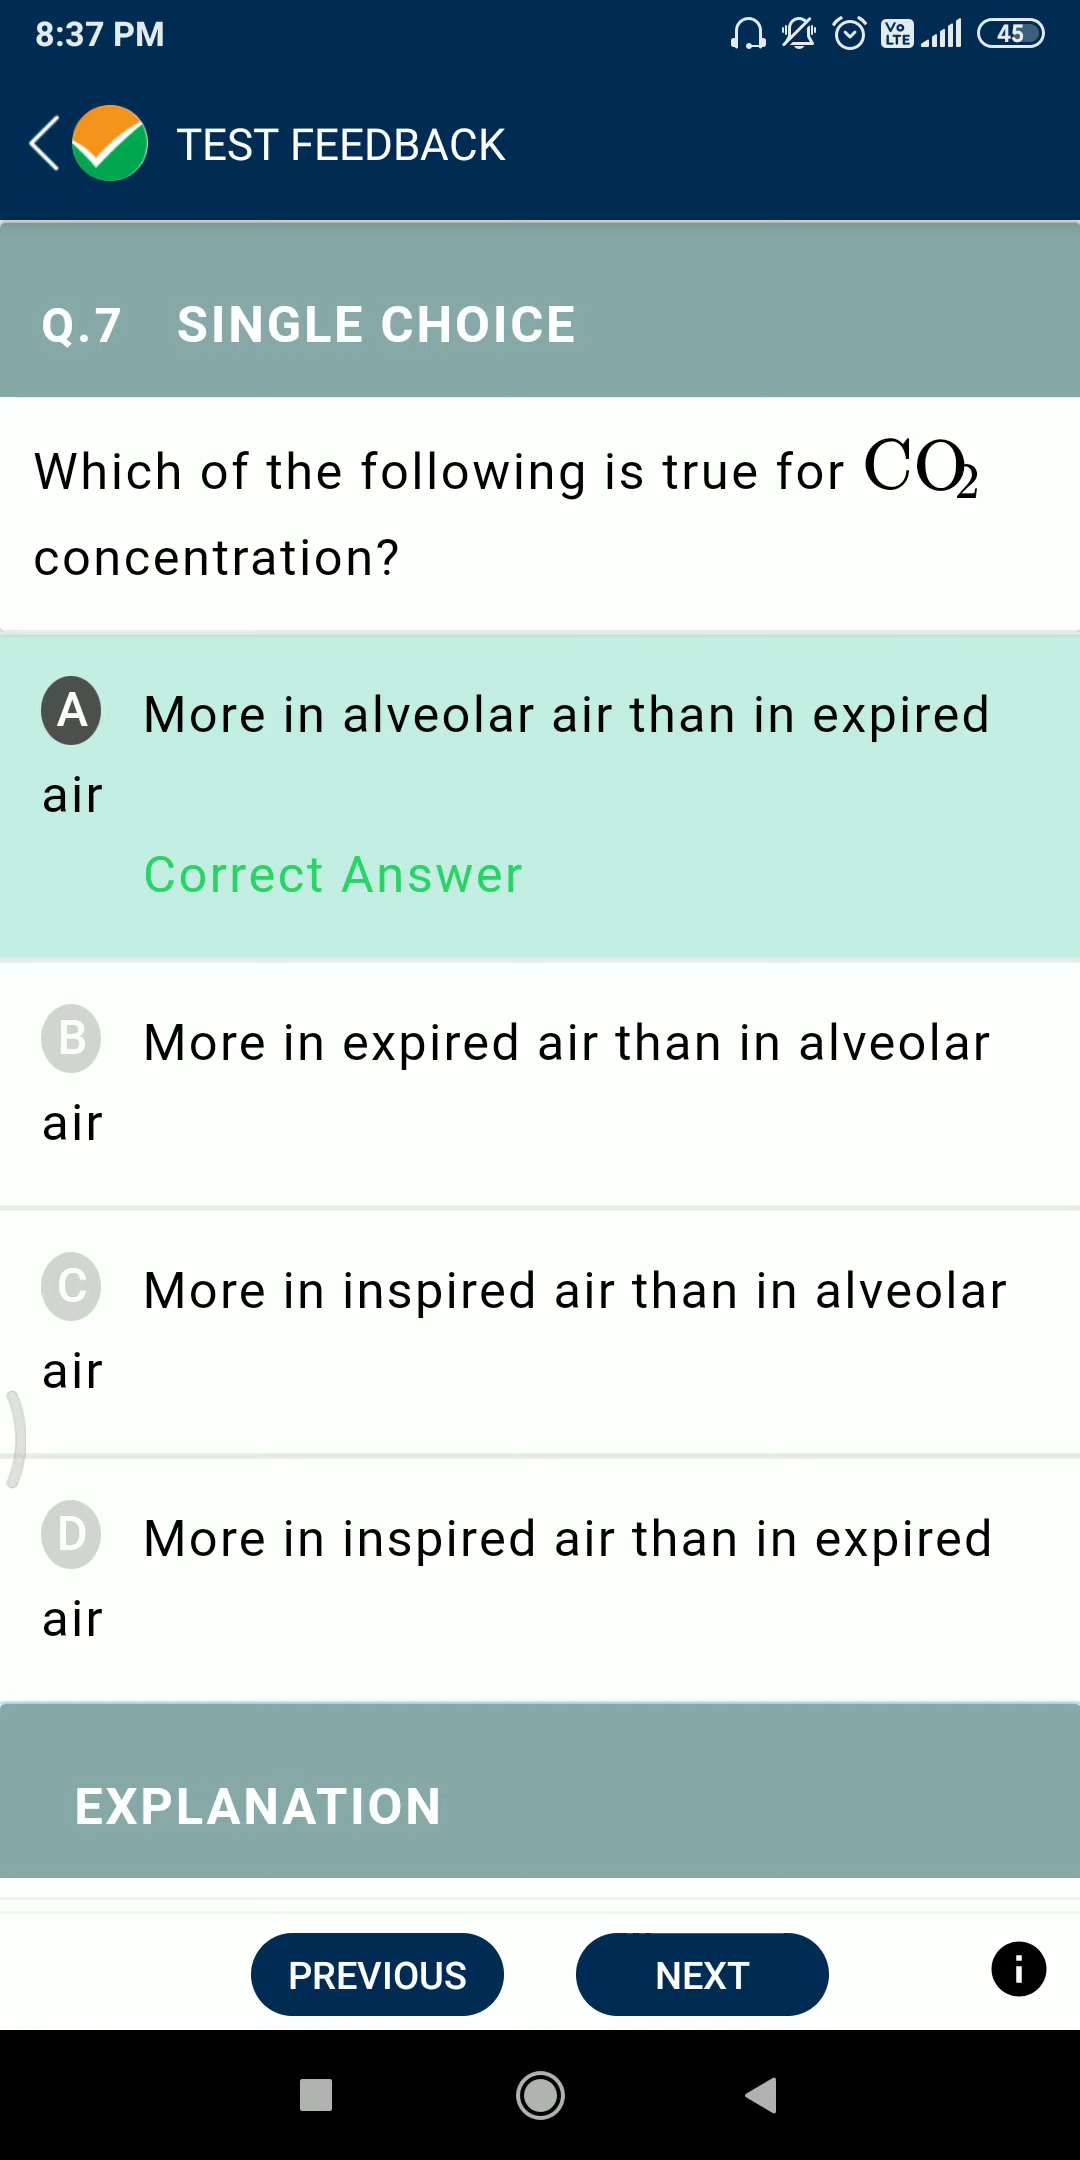 8:37 PM
Vo LTE 45
TEST FEEDBACK
Q.7 SINGLE CHOICE
Which of the following is true for CO₂
concentration?
A More in alveolar air than in expired
air
Correct Answer
B More in expired air than in alveolar
air
C More in inspired air than in alveolar
air
D More in inspired air than in expired
air
EXPLANATION
PREVIOUS NEXT i